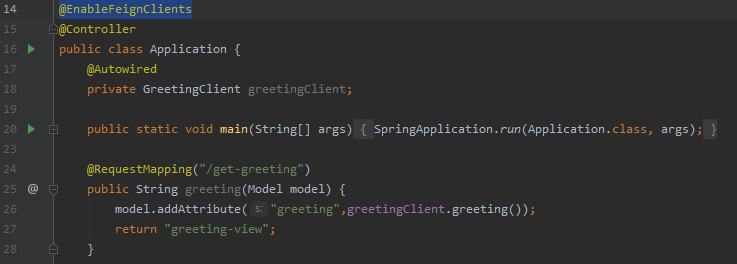 14 @EnableFeignClients
15 @Controller
16 public class Application {
17 @Autowired
18 private GreetingClient greetingClient;
19
20 public static void main(String[] args) { SpringApplication.run(Application.class, args); }
23
24 @RequestMapping("/get-greeting")
25 @ public String greeting(Model model) {
26 model.addAttribute( s: "greeting",greetingClient.greeting());
27 return "greeting-view";
28 }